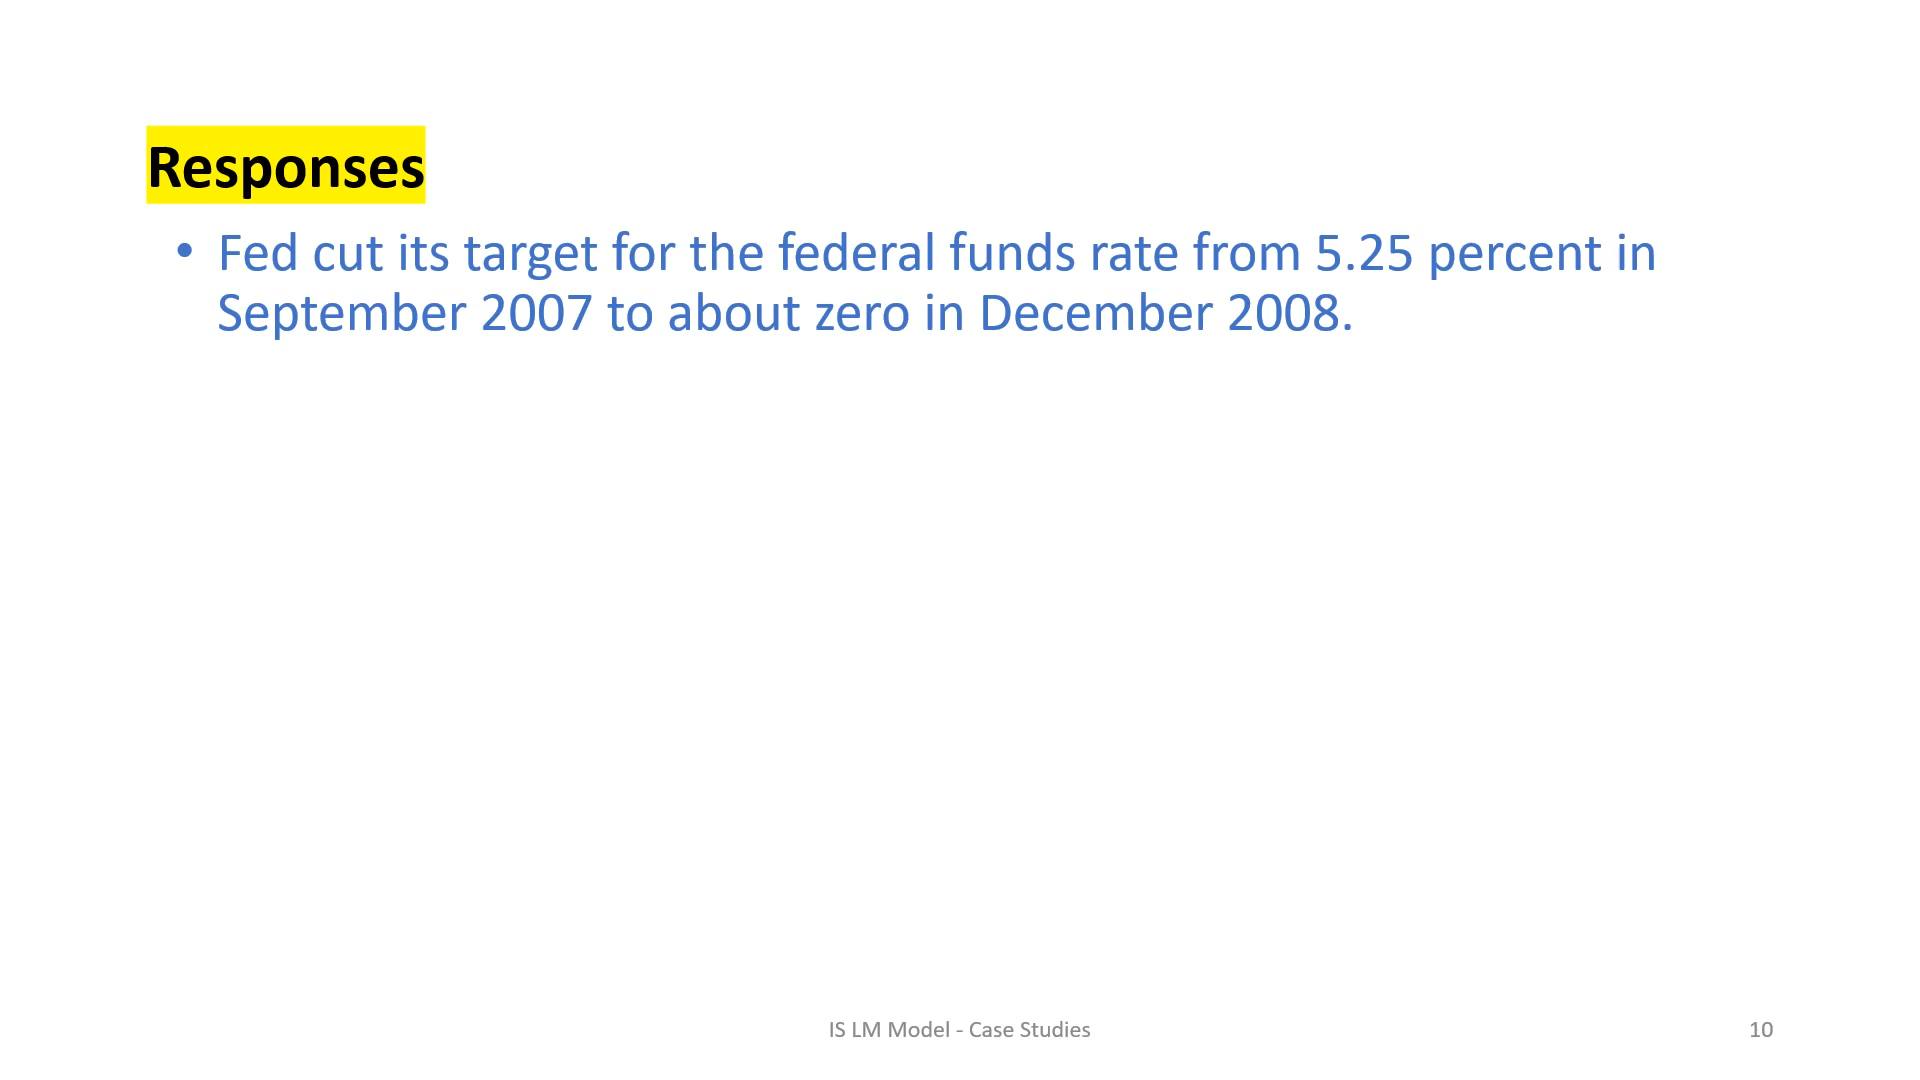 Responses
• Fed cut its target for the federal funds rate from 5.25 percent in
September 2007 to about zero in December 2008.
IS LM Model - Case Studies
10